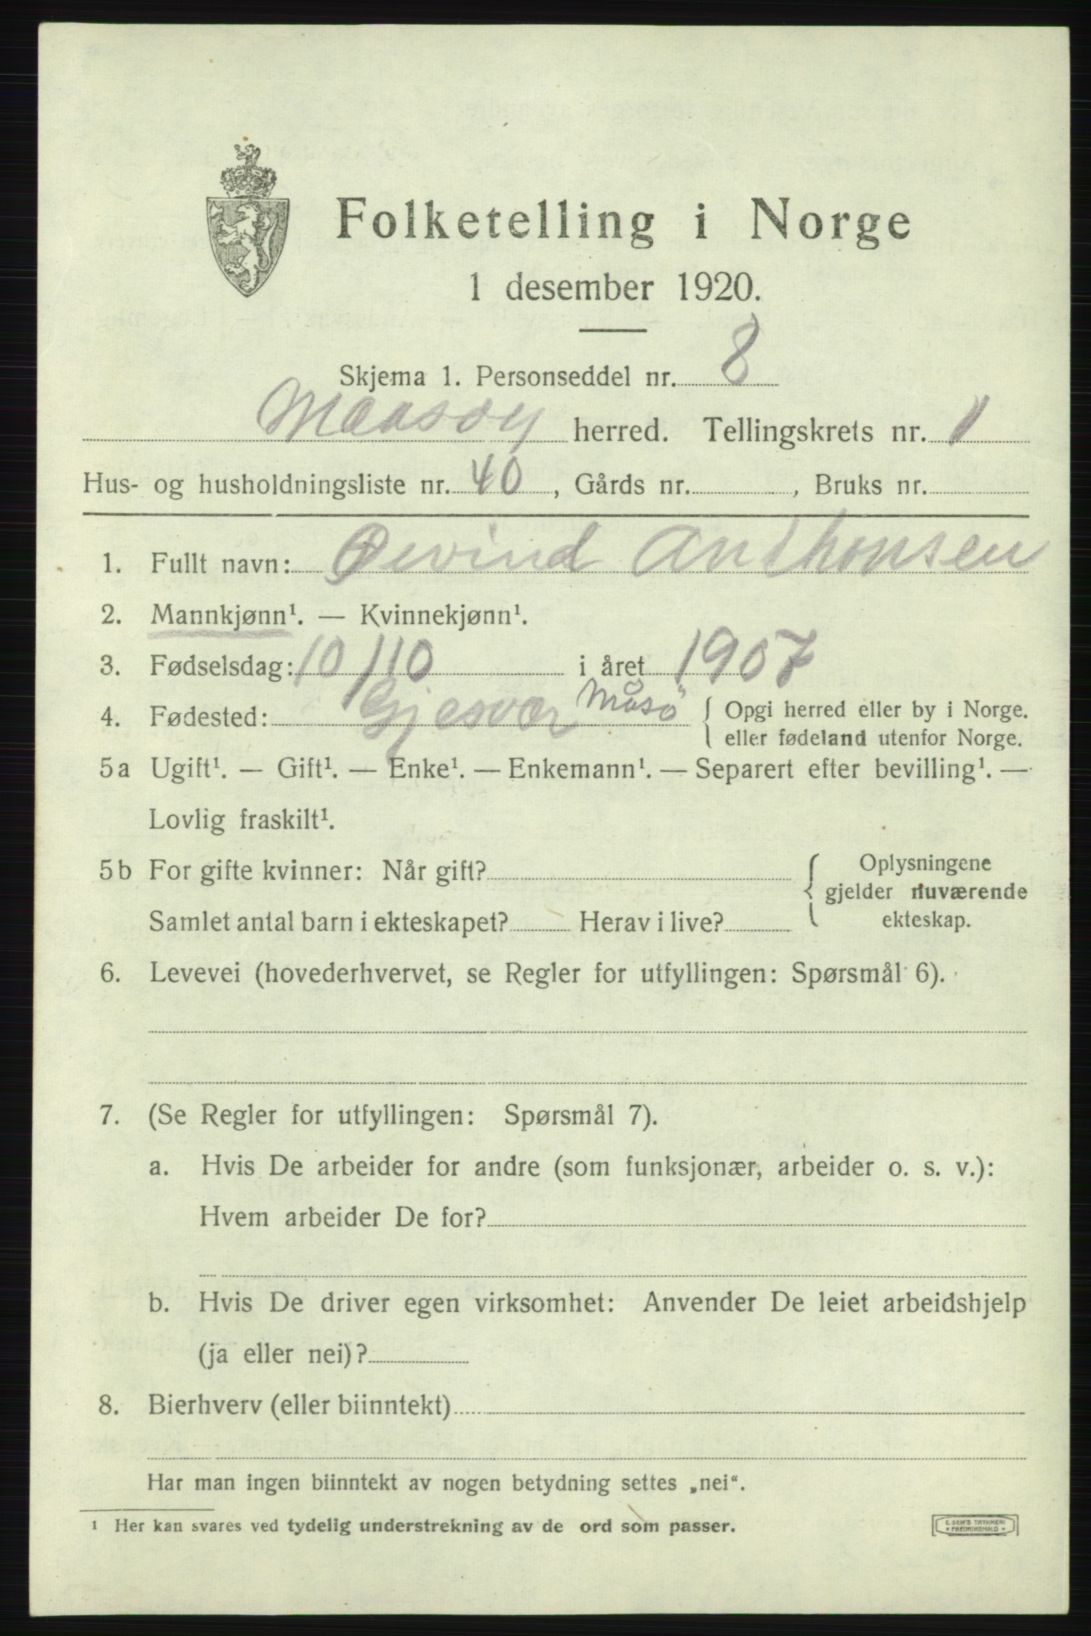 Folketelling i Norge
1 desember 1920.
Skjema 1. Personseddel nr. 8
Maasøy herred. Tellingskrets nr. 1
Hus- og husholdningsliste nr. 40, Gårds nr. , Bruks nr.
1. Fullt navn: Øivind Anthonsen
2. Mannkjønn¹. — Kvinnekjønn¹.
3. Fødselsdag: 10/10 i året 1907
4. Fødested: Gjesvær Måsö { Opgi herred eller by i Norge.
eller fødeland utenfor Norge.
5a Ugift¹. — Gift¹. — Enke¹. — Enkemann¹. — Separert efter bevilling¹. —
Lovlig fraskilt¹.
5b For gifte kvinner: Når gift? { Oplysningene
gjelder nuværende
Samlet antal barn i ekteskapet? Herav i live? ekteskap.
6. Levevei (hovederhvervet, se Regler for utfyllingen: Spørsmål 6).
7. (Se Regler for utfyllingen: Spørsmål 7).
a. Hvis De arbeider for andre (som funksjonær, arbeider o. s. v.):
Hvem arbeider De for?
b. Hvis De driver egen virksomhet: Anvender De leiet arbeidshjelp
(ja eller nei)?
8. Bierhverv (eller biinntekt)
Har man ingen biinntekt av nogen betydning settes „nei“.
¹ Her kan svares ved tydelig understrekning av de ord som passer.